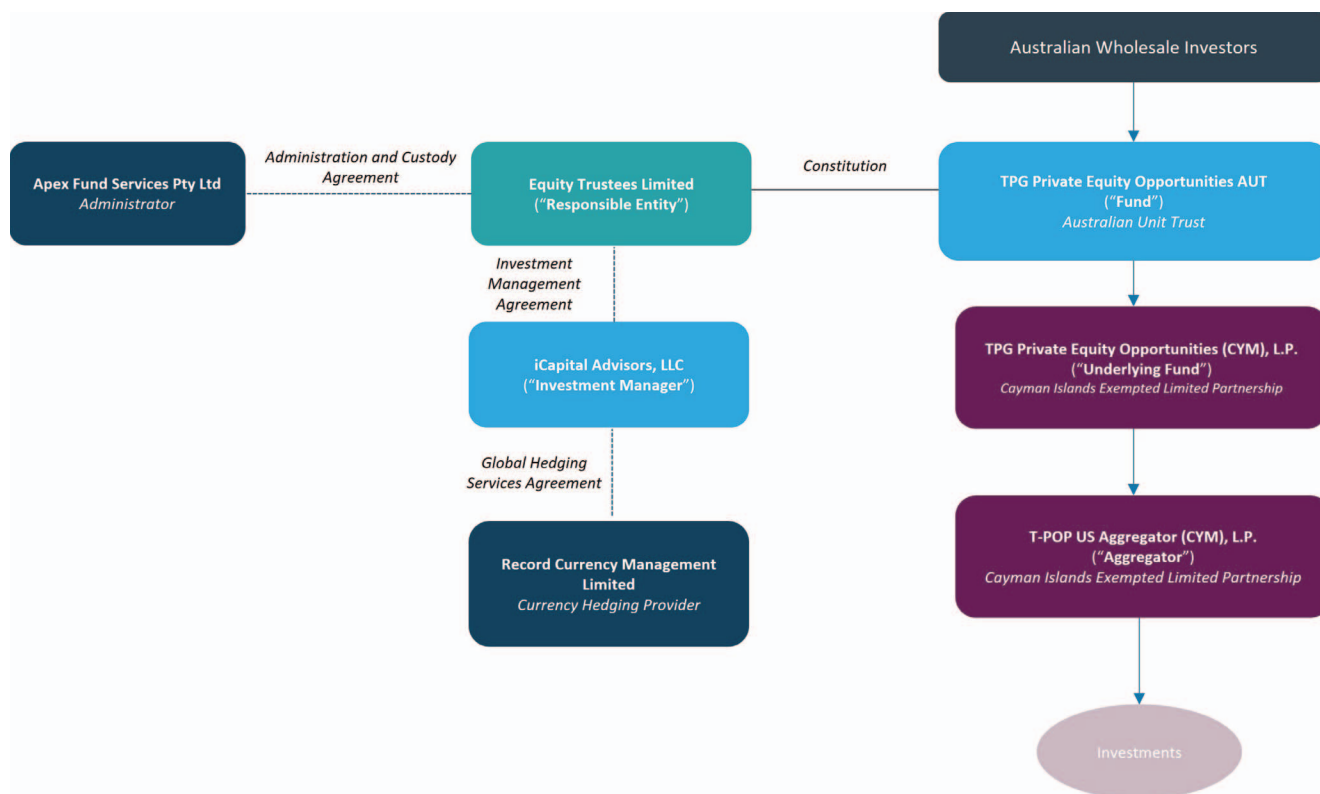 Australian Wholesale Investors
Apex Fund Services Pty Ltd
Administrator
Administration and Custody
Agreement
Equity Trustees Limited
(“Responsible Entity”)
Constitution
TPG Private Equity Opportunities AUT
(“Fund”)
Australian Unit Trust
Investment
Management
Agreement
iCapital Advisors, LLC
(“Investment Manager”)
TPG Private Equity Opportunities (CYM), L.P.
(“Underlying Fund”)
Cayman Islands Exempted Limited Partnership
Global Hedging
Services Agreement
Record Currency Management
Limited
Currency Hedging Provider
T-POP US Aggregator (CYM), L.P.
(“Aggregator”)
Cayman Islands Exempted Limited Partnership
Investments